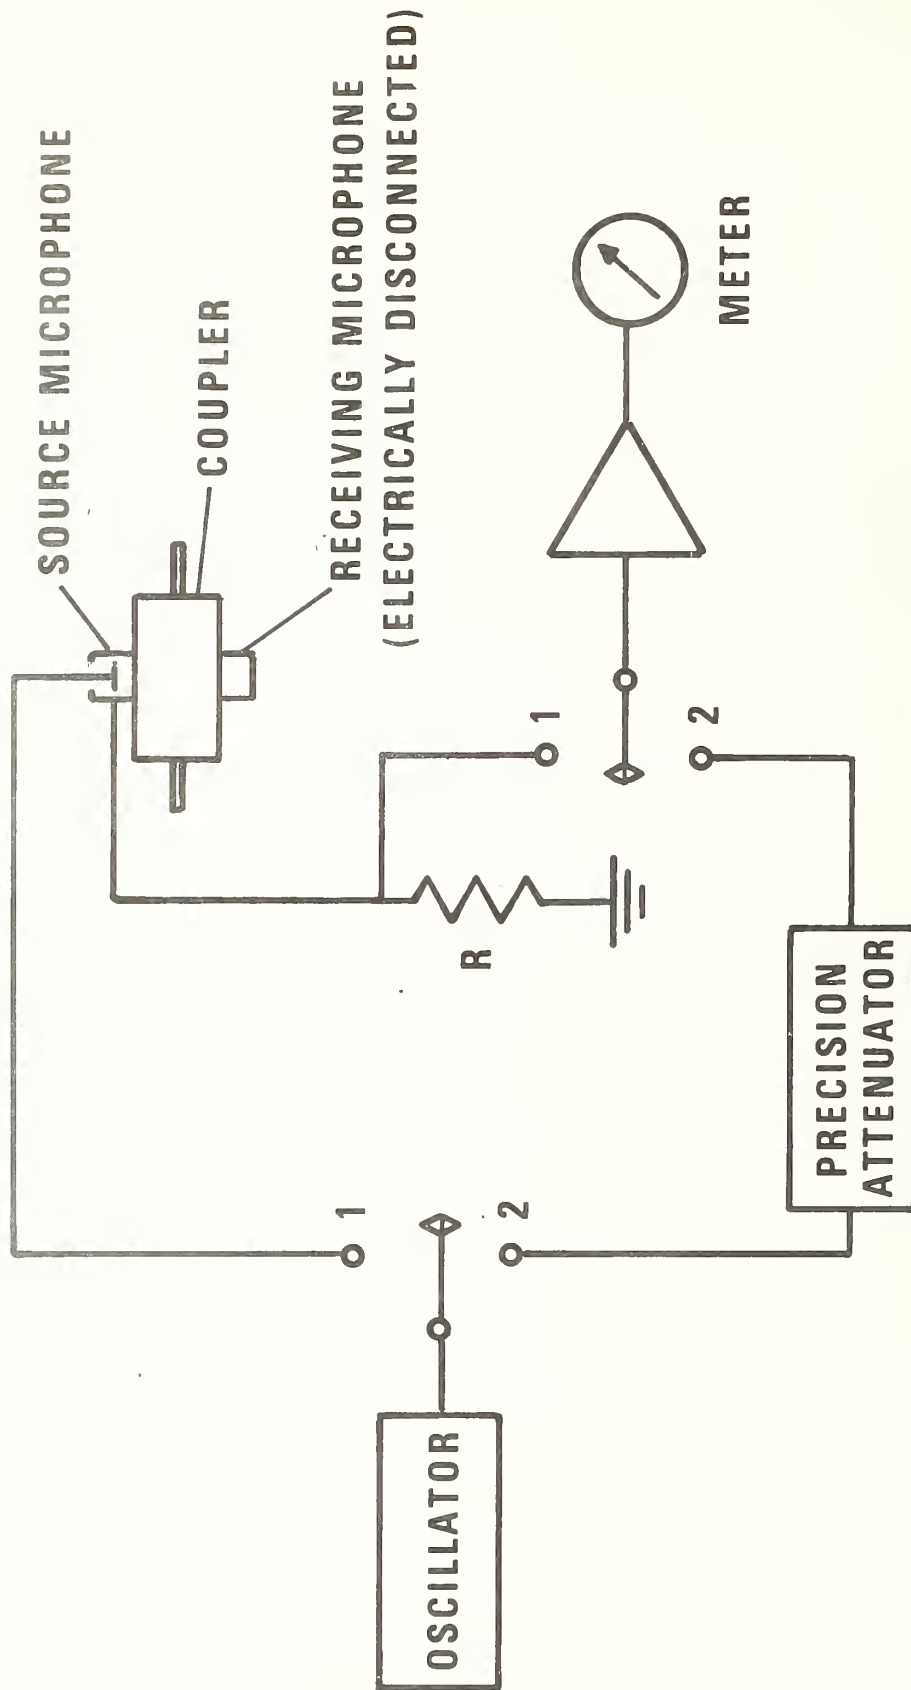 SOURCE MICROPHONE
COUPLER
RECEIVING MICROPHONE
(ELECTRICALLY DISCONNECTED)
1
1
OSCILLATOR
R
METER
2
2
PRECISION
ATTENUATOR